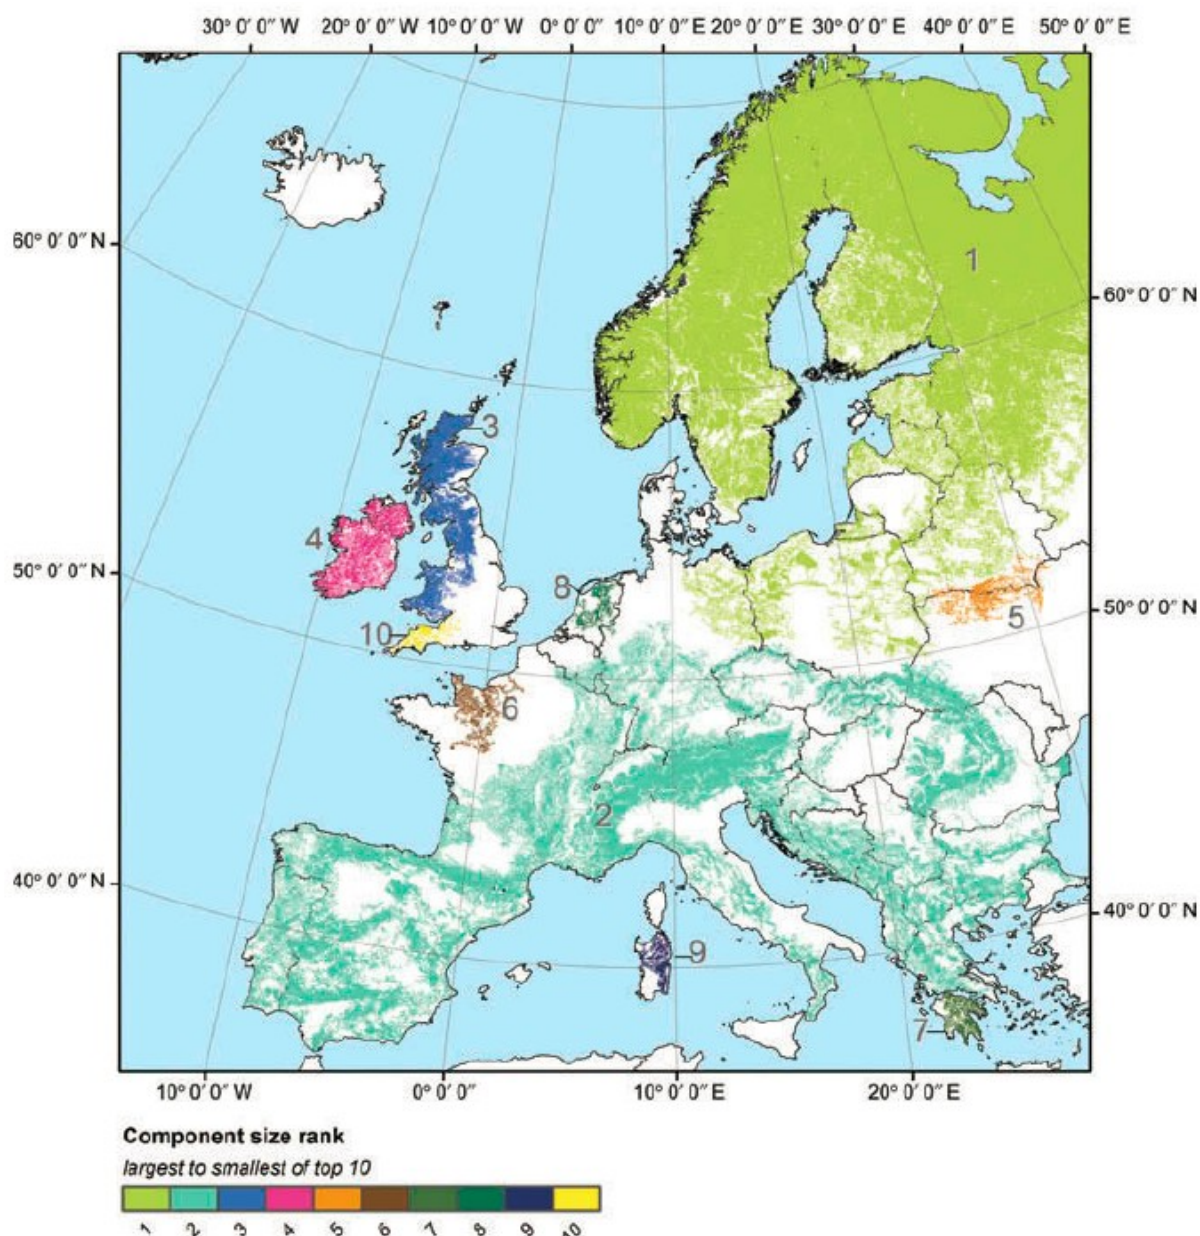 30° 0′ 0″ W 20° 0′ 0″ W 10° 0′ 0″ W 0° 0′ 0″ 10° 0′ 0″ E 20° 0′ 0″ E 30° 0′ 0″ E 40° 0′ 0″ E 50° 0′ 0″ E
60° 0′ 0″ N
1
60° 0′ 0″ N
3
4
50° 0′ 0″ N
8
50° 0′ 0″ N
5
10
6
2
40° 0′ 0″ N
40° 0′ 0″ N
9
7
10° 0′ 0″ W 0° 0′ 0″ 10° 0′ 0″ E 20° 0′ 0″ E
Component size rank
largest to smallest of top 10
1 2 3 4 5 6 7 8 9 10